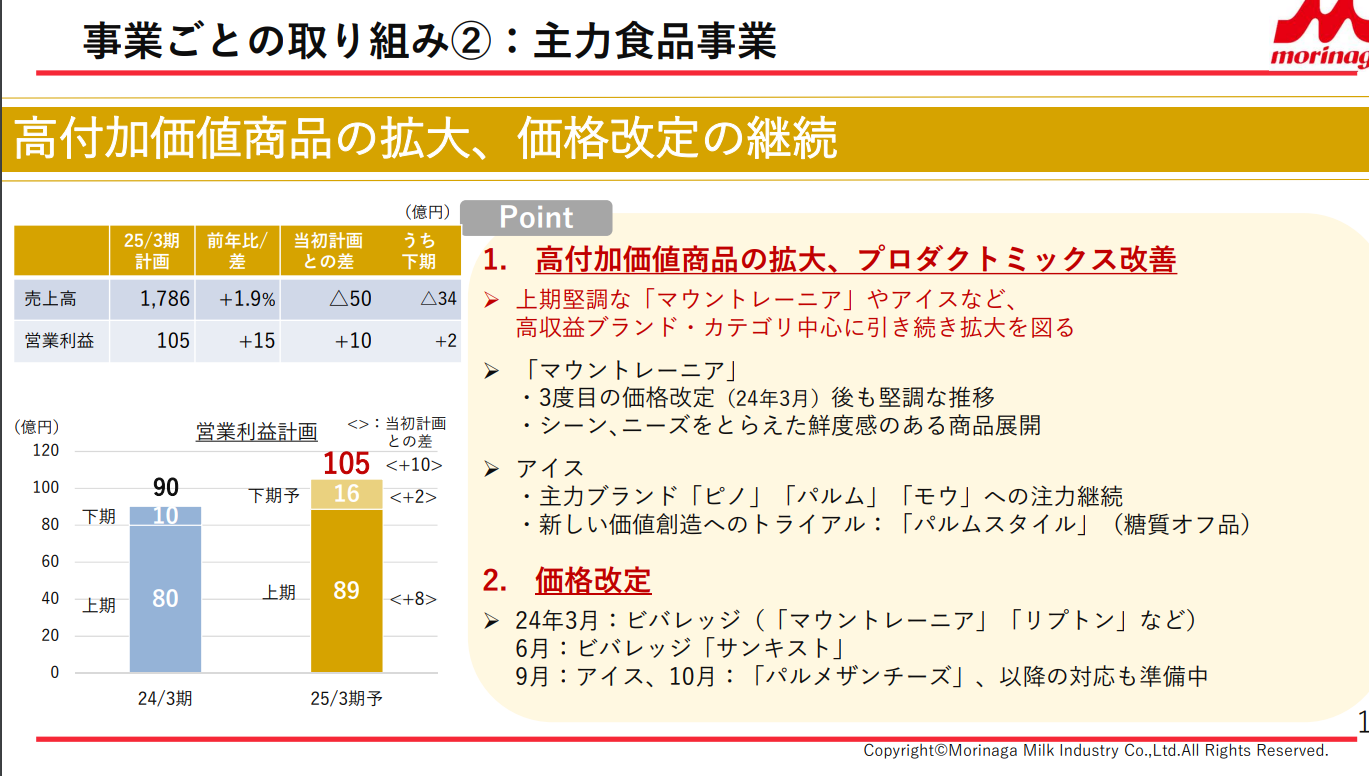 事業ごとの取り組み②：主力食品事業
morinag
高付加価値商品の拡大、価格改定の継続
（億円）
25/3期計画 前年比/差 当初計画との差 うち下期
売上高 1,786 +1.9% △50 △34
営業利益 105 +15 +10 +2
（億円）
営業利益計画
<>：当初計画
との差
120
100
80
60
40
20
0
90
下期 10
上期 80
24/3期
105 <+10>
下期予 16 <+2>
上期 89 <+8>
25/3期予
Point
1. 高付加価値商品の拡大、プロダクトミックス改善
➢ 上期堅調な「マウントレーニア」やアイスなど、
高収益ブランド・カテゴリ中心に引き続き拡大を図る
➢ 「マウントレーニア」
・3度目の価格改定（24年3月）後も堅調な推移
・シーン、ニーズをとらえた鮮度感のある商品展開
➢ アイス
・主力ブランド「ピノ」「パルム」「モウ」への注力継続
・新しい価値創造へのトライアル：「パルムスタイル」（糖質オフ品）
2. 価格改定
➢ 24年3月：ビバレッジ（「マウントレーニア」「リプトン」など）
6月：ビバレッジ「サンキスト」
9月：アイス、10月：「パルメザンチーズ」、以降の対応も準備中
1
Copyright©Morinaga Milk Industry Co.,Ltd.All Rights Reserved.